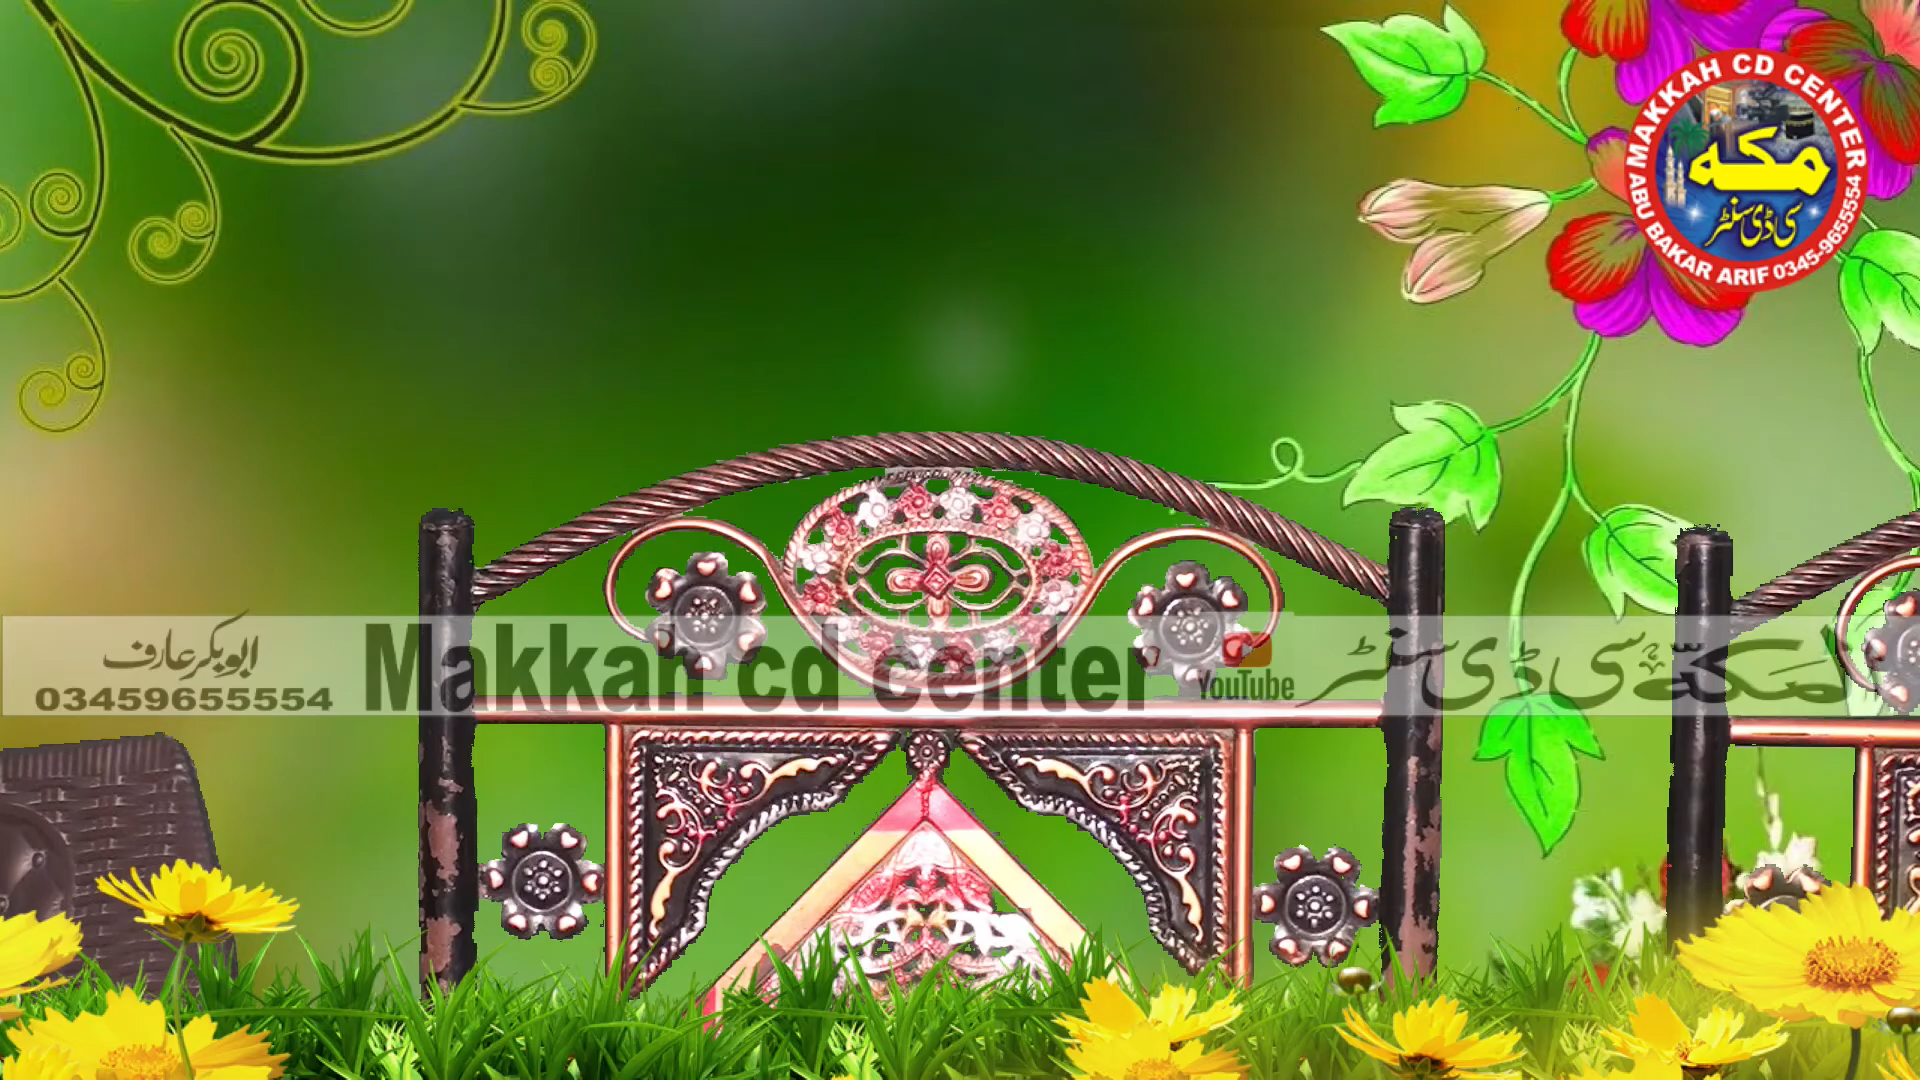 MAKKAH CD CENTER
مکہ
سی ڈی سنٹر
ABU BAKAR ARIF 0345-9655554
ابوبکر عارف
03459655554
Makkah cd center
YouTube
مکہ سی ڈی سنٹر